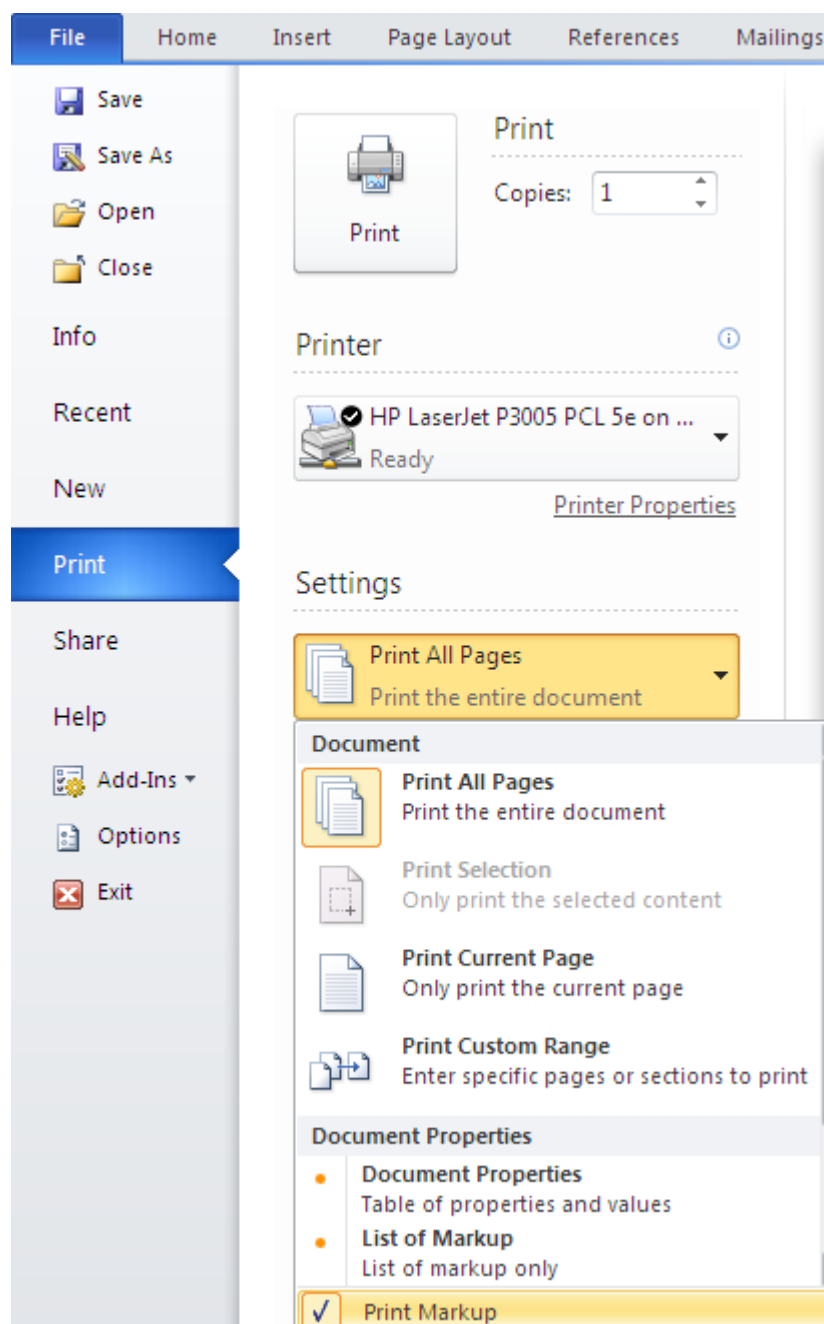 File Home Insert Page Layout References Mailings
Save
Save As
Open
Close
Info
Recent
New
Print
Share
Help
Add-Ins
Options
Exit
Print
Print
Copies: 1
Printer
HP LaserJet P3005 PCL 5e on ...
Ready
Printer Properties
Settings
Print All Pages
Print the entire document
Document
Print All Pages
Print the entire document
Print Selection
Only print the selected content
Print Current Page
Only print the current page
Print Custom Range
Enter specific pages or sections to print
Document Properties
Document Properties
Table of properties and values
List of Markup
List of markup only
Print Markup